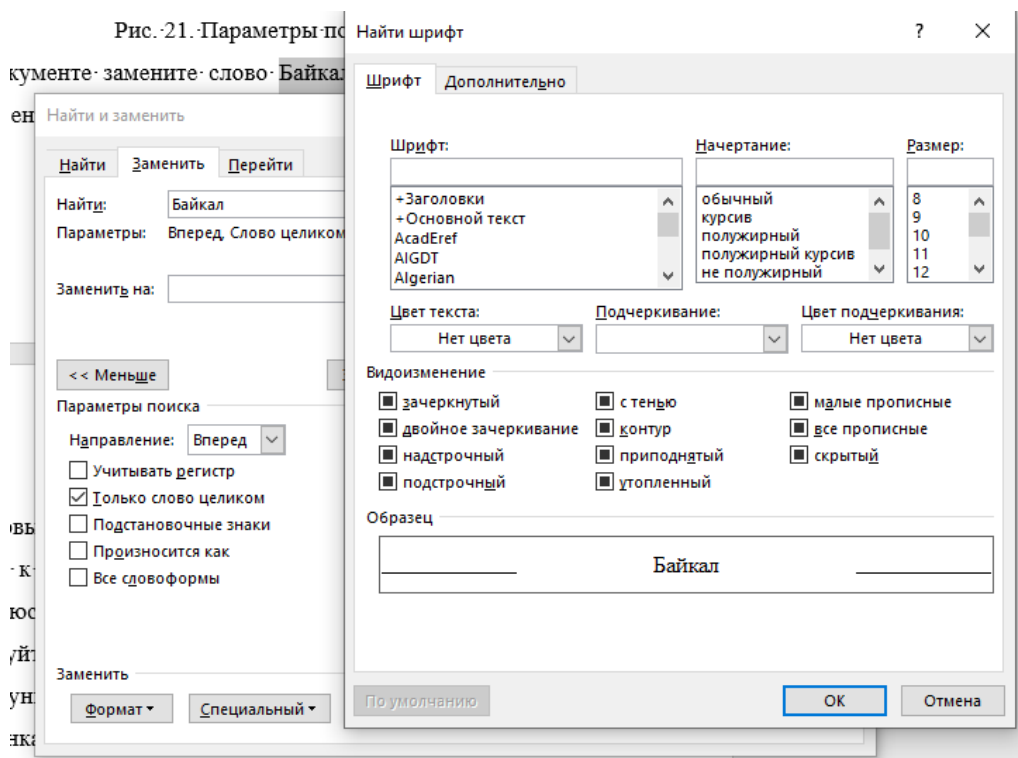 Рис.·21.·Параметры·по
кументе· замените· слово· Байкал
ен
Найти и заменить
Найти Заменить Перейти
Найти: Байкал
Параметры: Вперед, Слово целиком
Заменить на:
<< Меньше
Параметры поиска
Направление: Вперед
Учитывать регистр
Только слово целиком
Подстановочные знаки
Произносится как
Все словоформы
Заменить
Формат Специальный
Найти шрифт ?
Шрифт Дополнительно
Шрифт: Начертание: Размер:
+Заголовки обычный 8
+Основной текст курсив 9
AcadEref полужирный 10
AIGDT полужирный курсив 11
Algerian не полужирный 12
Цвет текста: Подчеркивание: Цвет подчеркивания:
Нет цвета Нет цвета
Видоизменение
зачеркнутый с тенью малые прописные
двойное зачеркивание контур все прописные
надстрочный приподнятый скрытый
подстрочный утопленный
Образец
Байкал
По умолчанию ОК Отмена